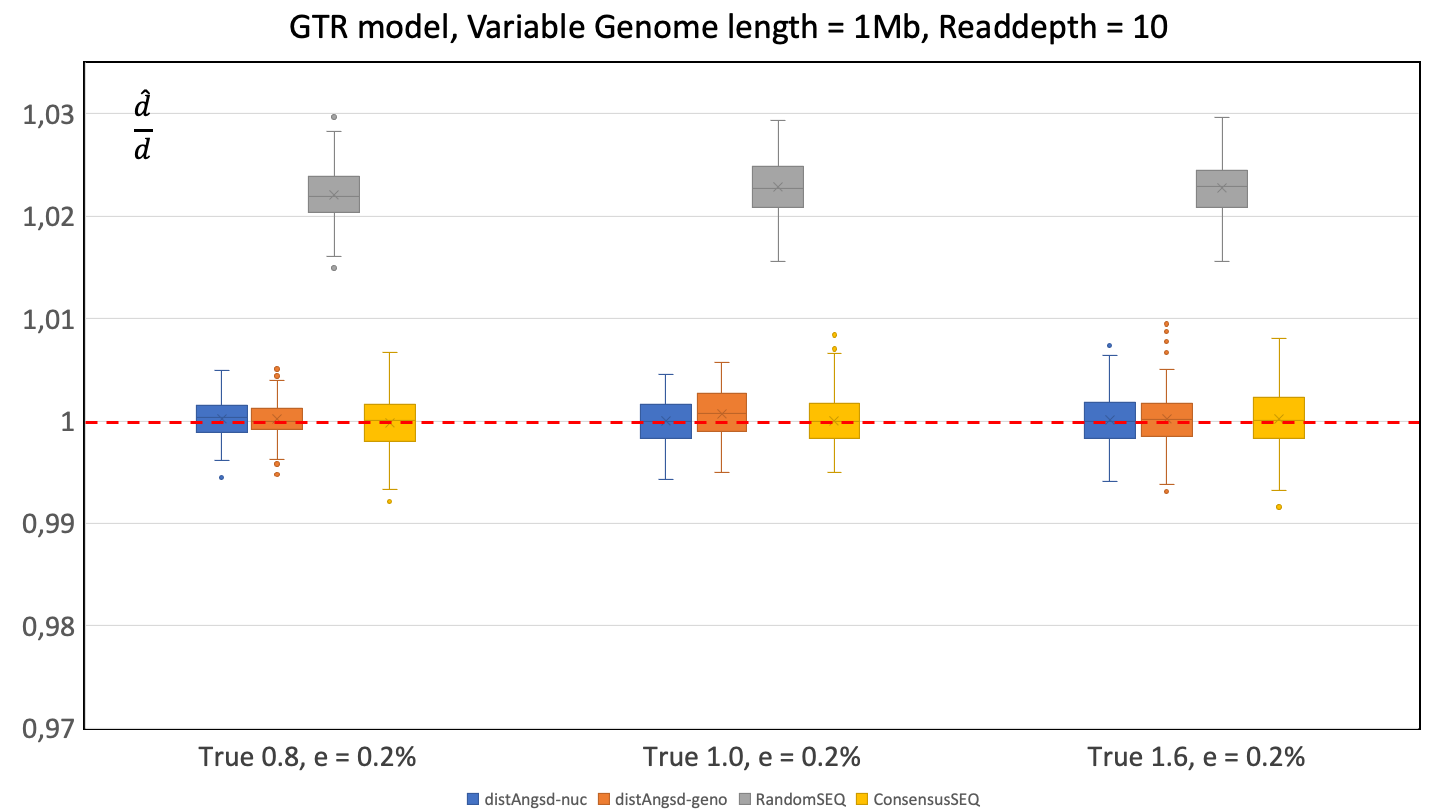 GTR model, Variable Genome length = 1Mb, Readdepth = 10
d̂
d
1,03
1,02
1,01
1
0,99
0,98
0,97
True 0.8, e = 0.2%
True 1.0, e = 0.2%
True 1.6, e = 0.2%
distAngsd-nuc distAngsd-geno RandomSEQ ConsensusSEQ